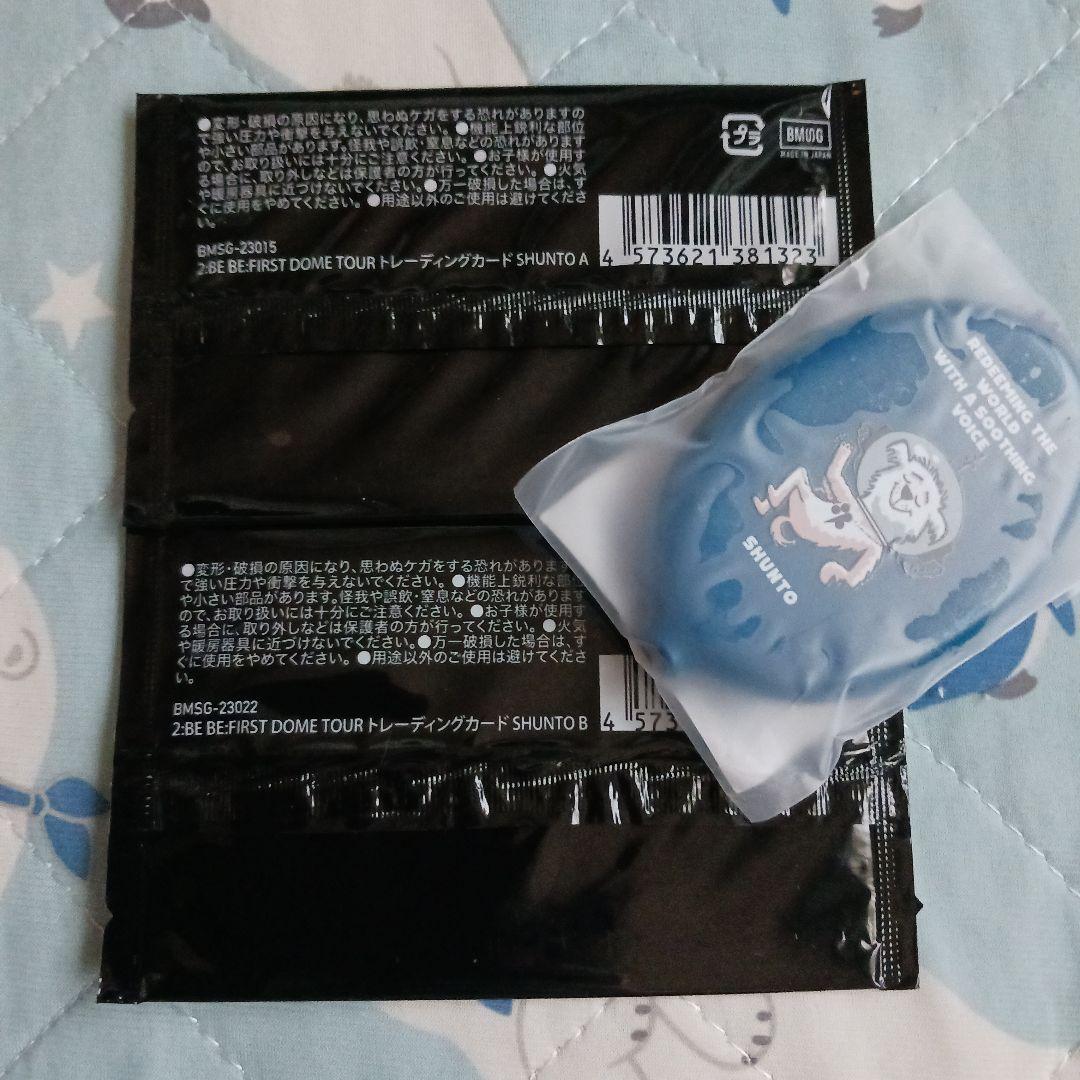 ●変形・破損の原因になり、思わぬケガをする恐れがありますの
で強い圧力や衝撃を与えないでください。●機能上鋭利な部位
や小さい部品があります。怪我や誤飲・窒息などの恐れがあります
ので、お取り扱いには十分にご注意ください。●お子様が使用す
る場合に、取り外しなどは保護者の方が行ってください。●火気
や暖房器具に近づけないでください。●万一破損した場合は、す
ぐに使用をやめてください。●用途以外のご使用は避けてくださ
い。
プラ
BMSG
MADE IN JAPAN
BMSG-23015
2:BE BE:FIRST DOME TOUR トレーディングカード SHUNTO A
4 573621 381323
REDEEMING THE
WORLD
WITH A SOOTHING
VOICE
SHUNTO
●変形・破損の原因になり、思わぬケガをする恐れがあります
で強い圧力や衝撃を与えないでください。●機能上鋭利な部位
や小さい部品があります。怪我や誤飲・窒息などの恐れがあります
ので、お取り扱いには十分にご注意ください。●お子様が使用す
る場合に、取り外しなどは保護者の方が行ってください。●火気
や暖房器具に近づけないでください。●万一破損した場合は、す
ぐに使用をやめてください。●用途以外のご使用は避けてくださ
い。
BMSG-23022
2:BE BE:FIRST DOME TOUR トレーディングカード SHUNTO B
4 573